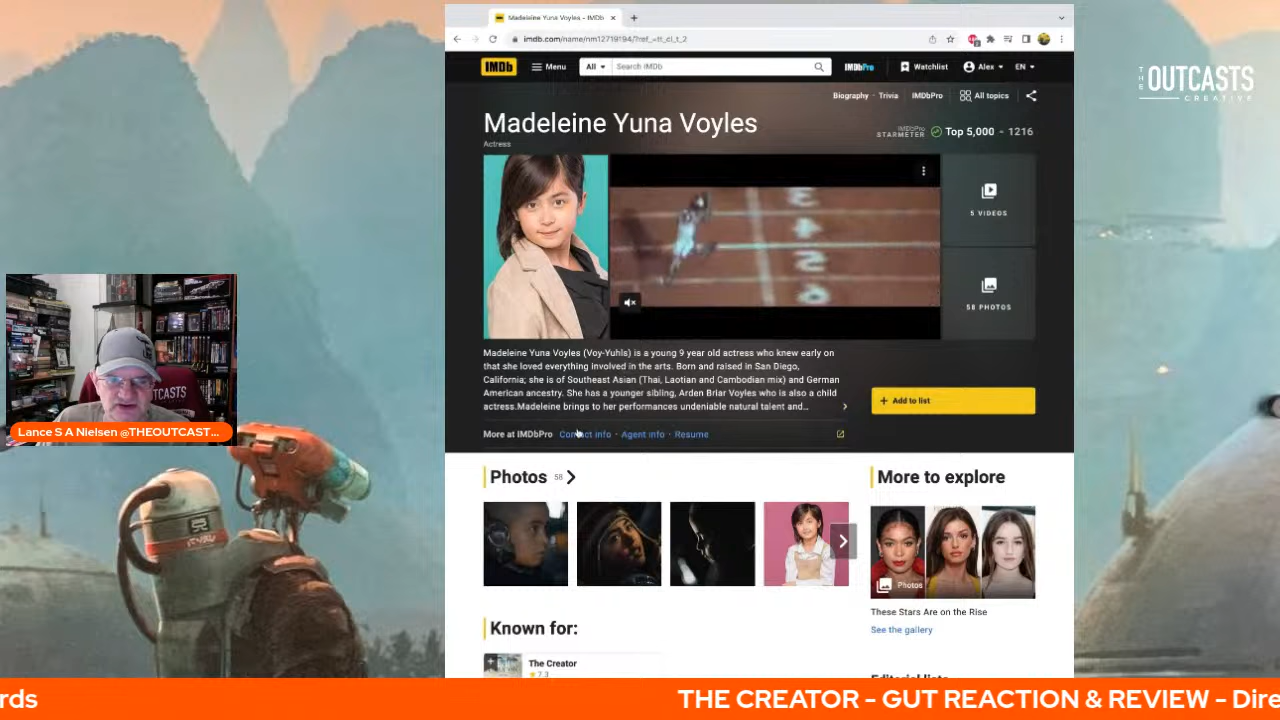 Madeleine Yuna Voyles - IMDb
imdb.com/name/nm12719194/?ref_=tt_cl_t_2
IMDb
Menu
All
Search IMDb
IMDbPro
Watchlist
Alex
EN
Biography · Trivia
IMDbPro
All topics
Madeleine Yuna Voyles
Actress
IMDbPro
STARMETER
Top 5,000 - 1216
5 VIDEOS
58 PHOTOS
Madeleine Yuna Voyles (Voy-Yuhls) is a young 9 year old actress who knew early on
that she loved everything involved in the arts. Born and raised in San Diego,
California; she is of Southeast Asian (Thai, Laotian and Cambodian mix) and German
American ancestry. She has a younger sibling, Arden Briar Voyles who is also a child
actress.Madeleine brings to her performances undeniable natural talent and...
Add to list
More at IMDbPro
Contact info · Agent info · Resume
Photos 58
More to explore
Photos
These Stars Are on the Rise
See the gallery
Known for:
The Creator
7.3
THE OUTCASTS
CREATIVE
OUTCASTS
Lance S A Nielsen @THEOUTCAST...
rds
THE CREATOR - GUT REACTION & REVIEW - Dire